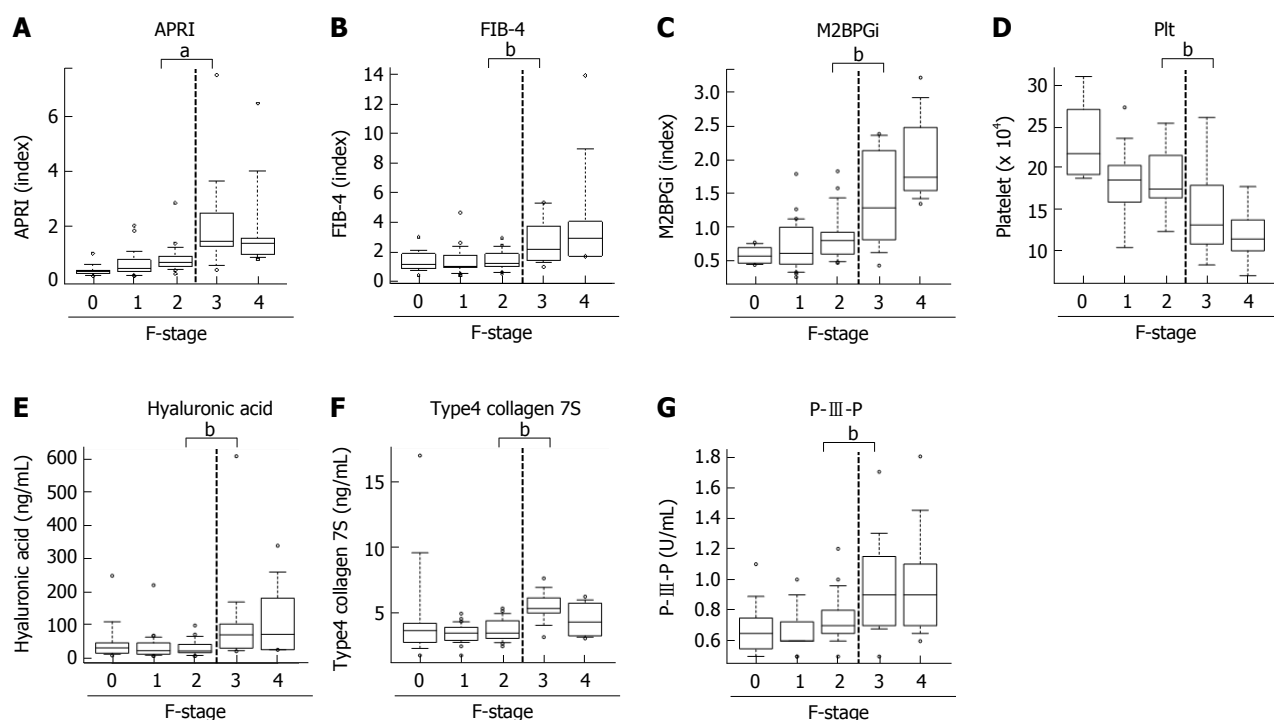 A
APRI
a
APRI (index)
6
4
2
0
0 1 2 3 4
F-stage
B
FIB-4
b
FIB-4 (index)
14
12
10
8
6
4
2
0
0 1 2 3 4
F-stage
C
M2BPGi
b
M2BPGi (index)
3.0
2.5
2.0
1.5
1.0
0.5
0 1 2 3 4
F-stage
D
Plt
b
Platelet (x 10⁴)
30
25
20
15
10
0 1 2 3 4
F-stage
E
Hyaluronic acid
b
Hyaluronic acid (ng/mL)
600
500
400
300
200
100
0
0 1 2 3 4
F-stage
F
Type4 collagen 7S
b
Type4 collagen 7S (ng/mL)
15
10
5
0 1 2 3 4
F-stage
G
P-Ⅲ-P
b
P-Ⅲ-P (U/mL)
1.8
1.6
1.4
1.2
1.0
0.8
0.6
0 1 2 3 4
F-stage